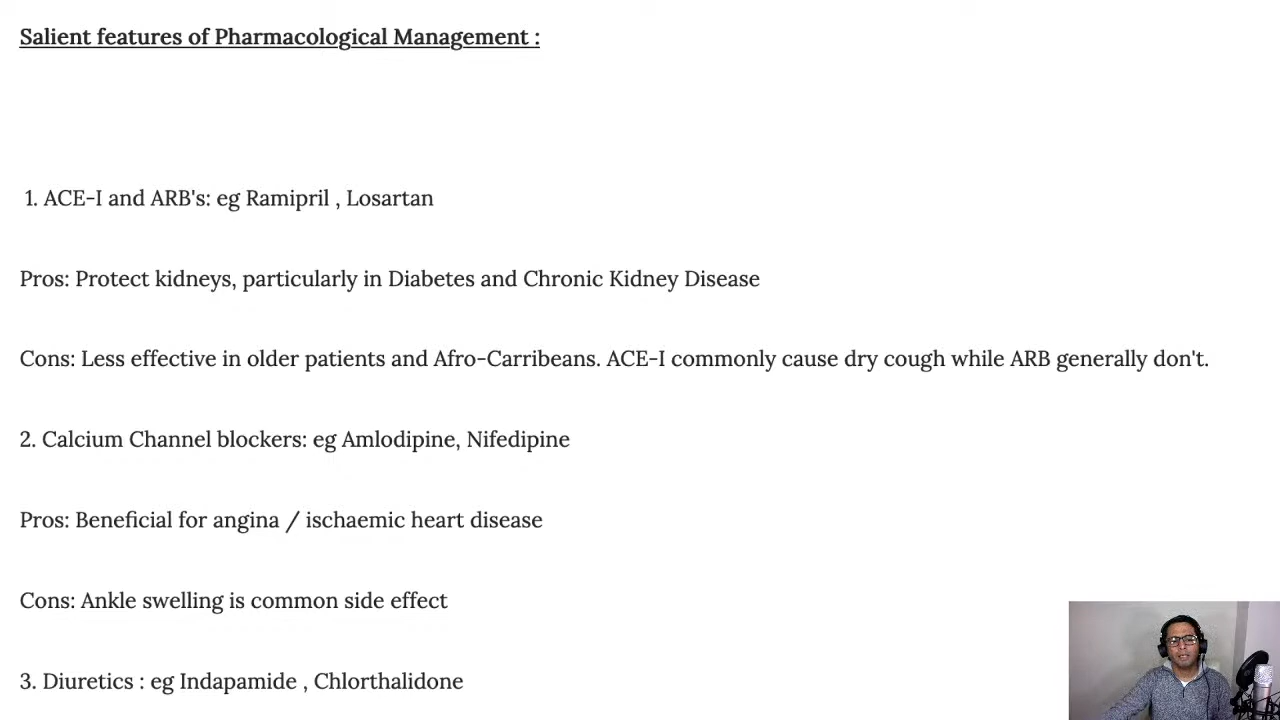 Salient features of Pharmacological Management :
1. ACE-I and ARB's: eg Ramipril , Losartan
Pros: Protect kidneys, particularly in Diabetes and Chronic Kidney Disease
Cons: Less effective in older patients and Afro-Carribeans. ACE-I commonly cause dry cough while ARB generally don't.
2. Calcium Channel blockers: eg Amlodipine, Nifedipine
Pros: Beneficial for angina / ischaemic heart disease
Cons: Ankle swelling is common side effect
3. Diuretics : eg Indapamide , Chlorthalidone